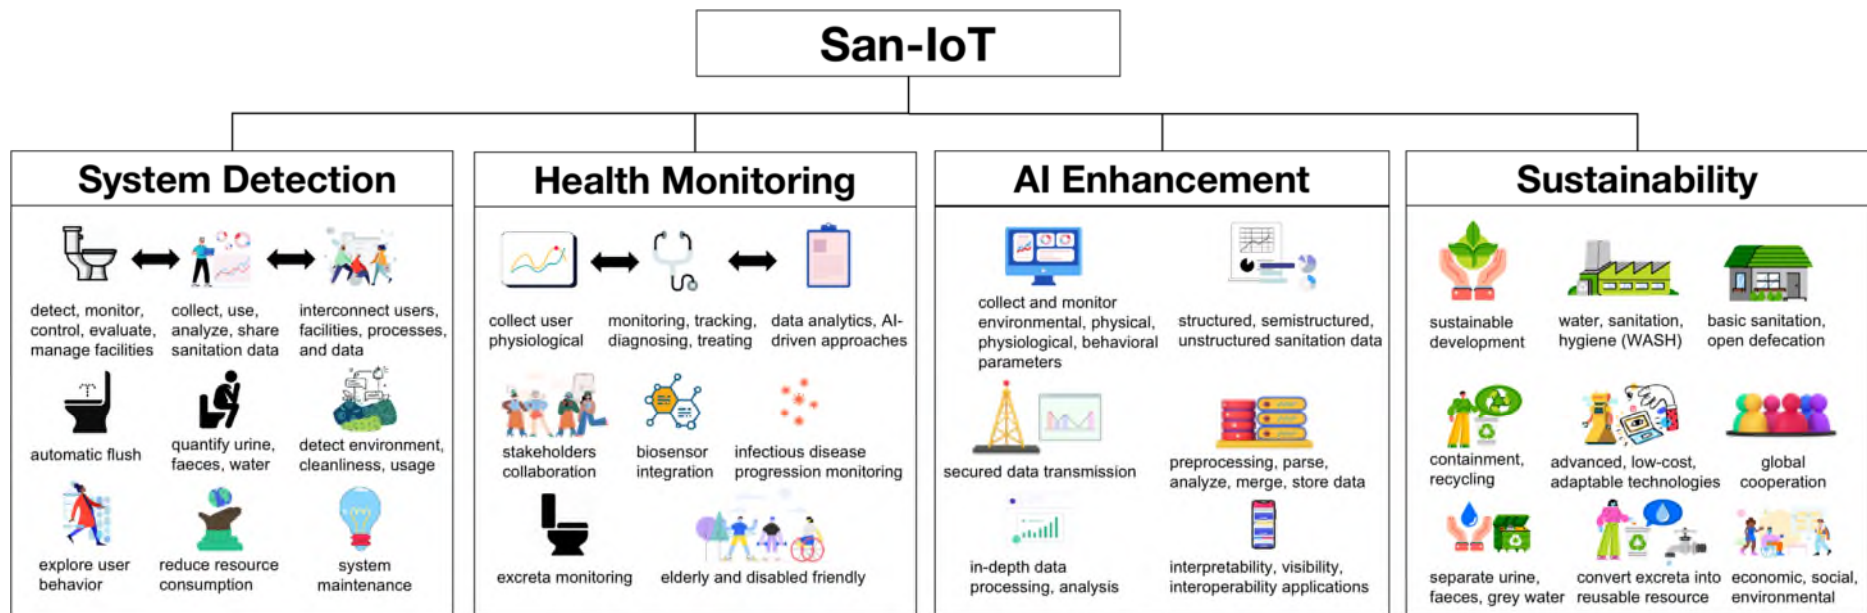 San-IoT
System Detection
detect, monitor,
control, evaluate,
manage facilities
collect, use,
analyze, share
sanitation data
interconnect users,
facilities, processes,
and data
automatic flush
quantify urine,
faeces, water
detect environment,
cleanliness, usage
explore user
behavior
reduce resource
consumption
system
maintenance
Health Monitoring
collect user
physiological
monitoring, tracking,
diagnosing, treating
data analytics, AI-
driven approaches
stakeholders
collaboration
biosensor
integration
infectious disease
progression monitoring
excreta monitoring
elderly and disabled friendly
AI Enhancement
collect and monitor
environmental, physical,
physiological, behavioral
parameters
structured, semistructured,
unstructured sanitation data
secured data transmission
preprocessing, parse,
analyze, merge, store data
in-depth data
processing, analysis
interpretability, visibility,
interoperability applications
Sustainability
sustainable
development
water, sanitation,
hygiene (WASH)
basic sanitation,
open defecation
containment,
recycling
advanced, low-cost,
adaptable technologies
global
cooperation
separate urine,
faeces, grey water
convert excreta into
reusable resource
economic, social,
environmental